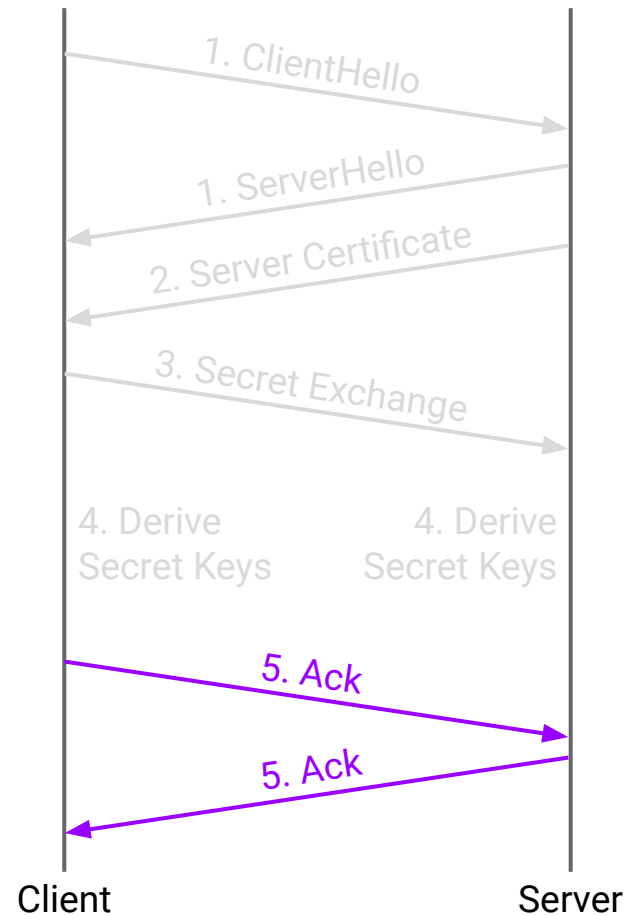 1. ClientHello
1. ServerHello
2. Server Certificate
3. Secret Exchange
4. Derive
Secret Keys
4. Derive
Secret Keys
5. Ack
5. Ack
Client
Server